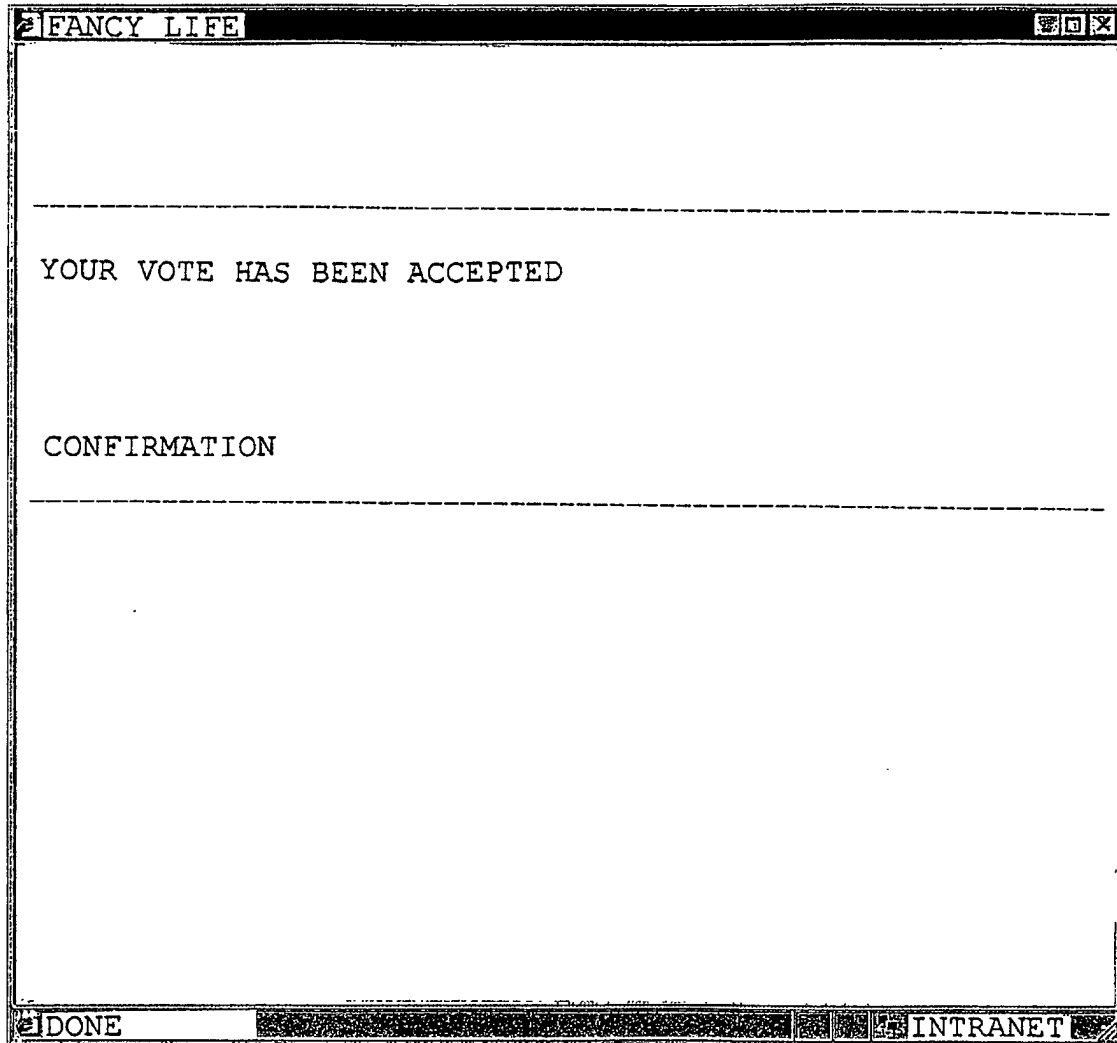 FANCY LIFE
YOUR VOTE HAS BEEN ACCEPTED
CONFIRMATION
DONE
INTRANET